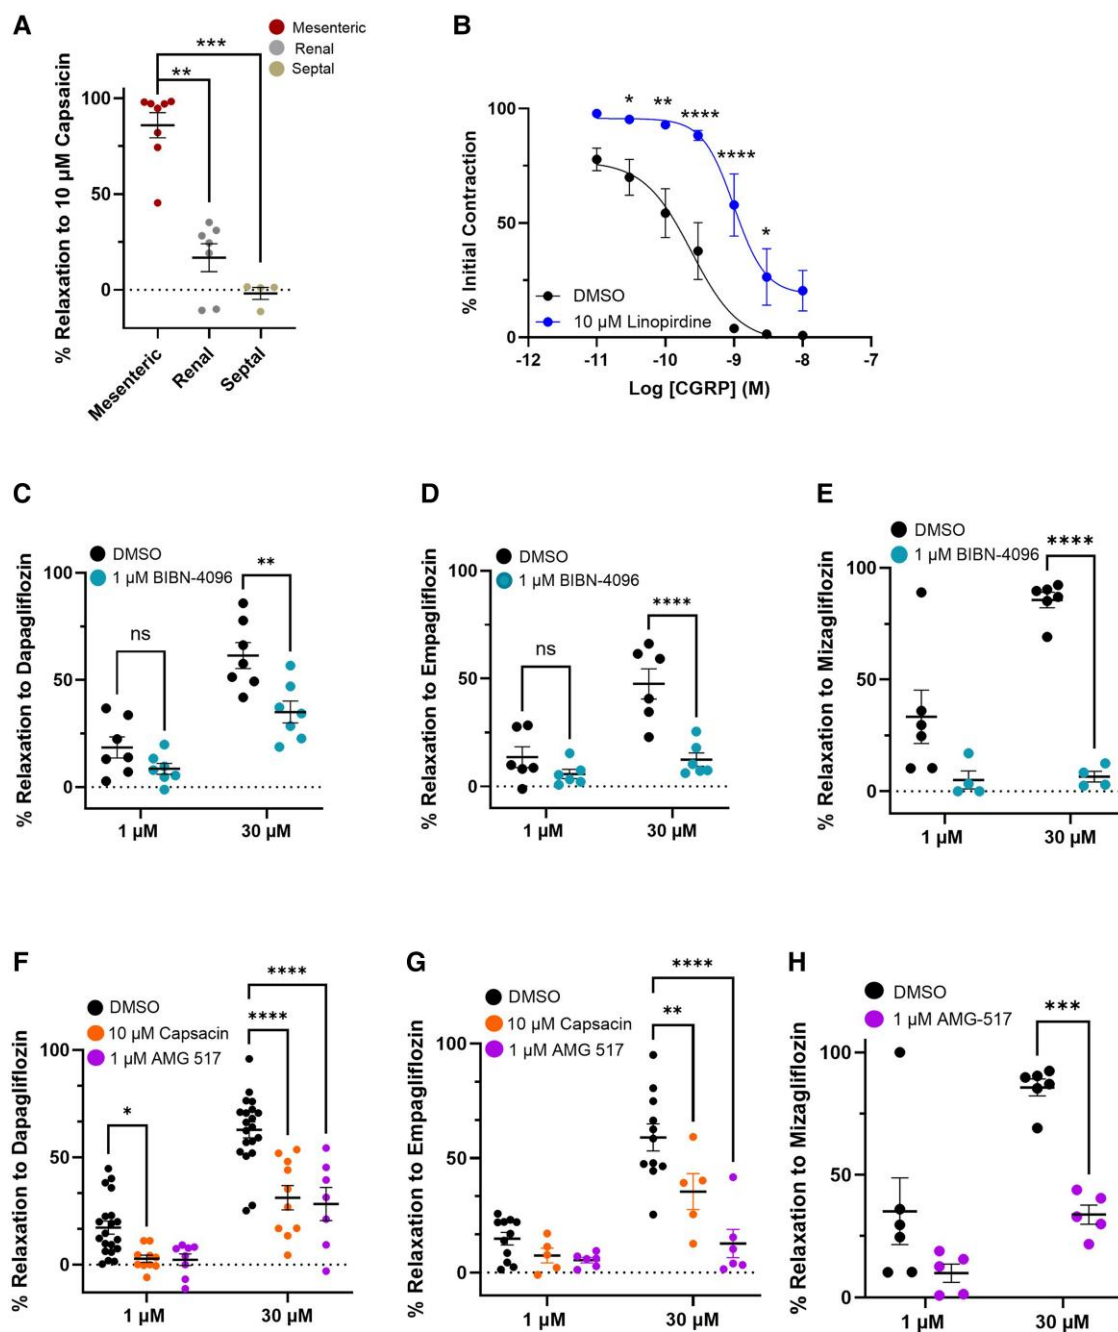 A
% Relaxation to 10 µM Capsaicin
Mesenteric
Renal
Septal
***
**
100
50
0
Mesenteric
Renal
Septal
B
% Initial Contraction
100
50
0
* ** ****
****
*
DMSO
10 µM Linopirdine
-12 -11 -10 -9 -8 -7
Log [CGRP] (M)
C
% Relaxation to Dapagliflozin
DMSO
1 µM BIBN-4096
100
50
0
ns
**
1 µM 30 µM
D
% Relaxation to Empagliflozin
DMSO
1 µM BIBN-4096
100
50
0
ns
****
1 µM 30 µM
E
% Relaxation to Mizagliflozin
DMSO
1 µM BIBN-4096
100
50
0
****
1 µM 30 µM
F
% Relaxation to Dapagliflozin
DMSO
10 µM Capsacin
1 µM AMG 517
100
50
0
*
****
****
1 µM 30 µM
G
% Relaxation to Empagliflozin
DMSO
10 µM Capsacin
1 µM AMG 517
100
50
0
****
**
1 µM 30 µM
H
% Relaxation to Mizagliflozin
DMSO
1 µM AMG-517
100
50
0
***
1 µM 30 µM